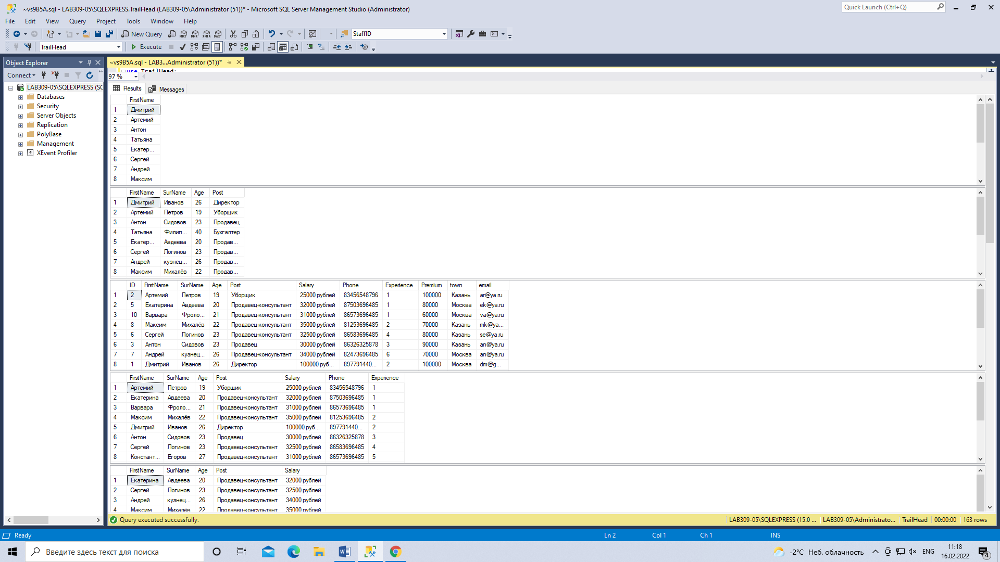 ~vs9B5A.sql - LAB309-05\SQLEXPRESS.TrailHead (LAB309-05\Administrator (51))* - Microsoft SQL Server Management Studio (Administrator)
Quick Launch (Ctrl+Q)
File Edit View Query Project Tools Window Help
New Query MDX DMX XMLA DAX StaffID
TrailHead Execute
Object Explorer
Connect
LAB309-05\SQLEXPRESS (SQ
Databases
Security
Server Objects
Replication
PolyBase
Management
XEvent Profiler
~vs9B5A.sql - LAB3...Administrator (51))*
use TrailHead;
97 %
Results Messages
FirstName
1 Дмитрий
2 Артемий
3 Антон
4 Татьяна
5 Екатер...
6 Сергей
7 Андрей
8 Максим
FirstName SurName Age Post
1 Дмитрий Иванов 26 Директор
2 Артемий Петров 19 Уборщик
3 Антон Сидовов 23 Продавец
4 Татьяна Филип... 40 Бухгалтер
5 Екатер... Авдеева 20 Продав...
6 Сергей Логинов 23 Продав...
7 Андрей кузнец... 26 Продав...
8 Максим Михалёв 22 Продав...
ID FirstName SurName Age Post Salary Phone Experience Premium town email
1 2 Артемий Петров 19 Уборщик 25000 рублей 83456548796 1 100000 Казань ar@ya.ru
2 5 Екатерина Авдеева 20 Продавец-консультант 32000 рублей 87503696485 1 80000 Москва ek@ya.ru
3 10 Варвара Фроло... 21 Продавец-консультант 31000 рублей 86573696485 1 60000 Москва va@ya.ru
4 8 Максим Михалёв 22 Продавец-консультант 35000 рублей 81253696485 2 70000 Казань mk@ya...
5 6 Сергей Логинов 23 Продавец-консультант 32500 рублей 86583696485 4 80000 Казань se@ya.ru
6 3 Антон Сидовов 23 Продавец 30000 рублей 86326325878 3 90000 Казань an@ya.ru
7 7 Андрей кузнец... 26 Продавец-консультант 34000 рублей 82473696485 6 70000 Москва an@ya.ru
8 1 Дмитрий Иванов 26 Директор 100000 руб... 897791440... 2 100000 Москва dm@g...
FirstName SurName Age Post Salary Phone Experience
1 Артемий Петров 19 Уборщик 25000 рублей 83456548796 1
2 Екатерина Авдеева 20 Продавец-консультант 32000 рублей 87503696485 1
3 Варвара Фроло... 21 Продавец-консультант 31000 рублей 86573696485 1
4 Максим Михалёв 22 Продавец-консультант 35000 рублей 81253696485 2
5 Дмитрий Иванов 26 Директор 100000 руб... 897791440... 2
6 Антон Сидовов 23 Продавец 30000 рублей 86326325878 3
7 Сергей Логинов 23 Продавец-консультант 32500 рублей 86583696485 4
8 Константт... Егоров 27 Продавец-консультант 31000 рублей 86573696485 5
FirstName SurName Age Post Salary
1 Екатерина Авдеева 20 Продавец-консультант 32000 рублей
2 Сергей Логинов 23 Продавец-консультант 32500 рублей
3 Андрей кузнец... 26 Продавец-консультант 34000 рублей
4 Максим Михалёв 22 Продавец-консультант 35000 рублей
Query executed successfully. LAB309-05\SQLEXPRESS (15.0 ... LAB309-05\Administrato... TrailHead 00:00:00 163 rows
Ready Ln 2 Col 1 Ch 1 INS
Введите здесь текст для поиска
-2°C Неб. облачность ENG 11:18
16.02.2022 4